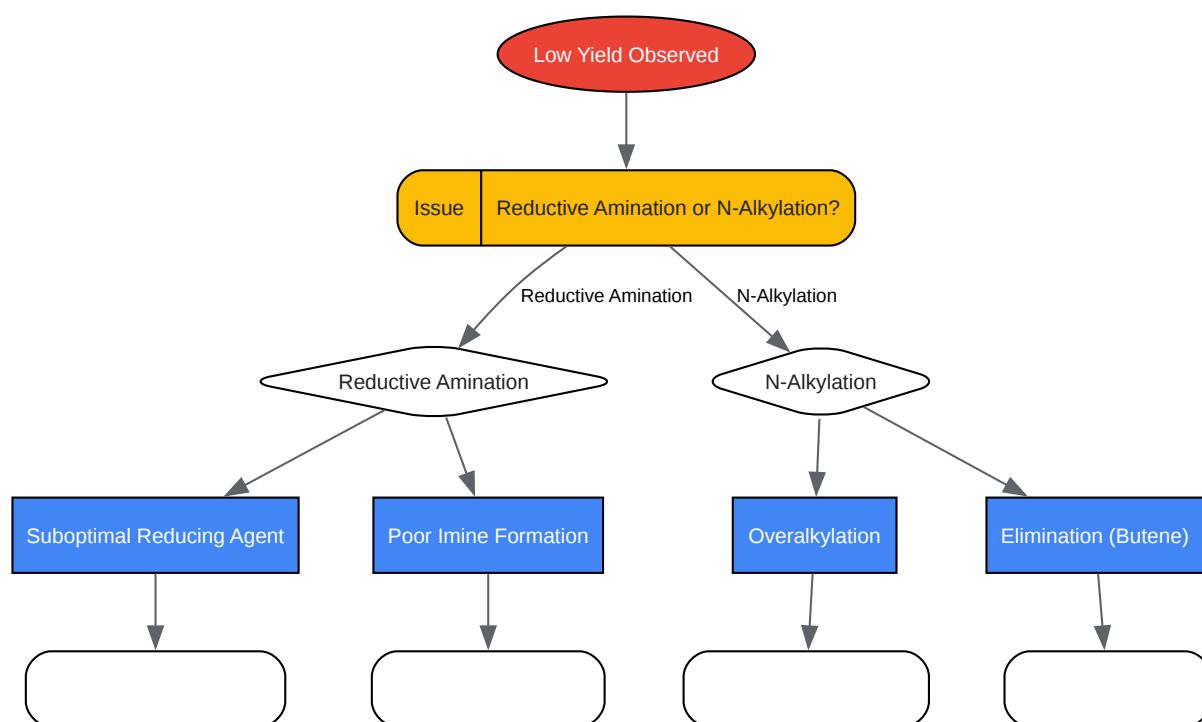 Low Yield Observed
Issue
Reductive Amination or N-Alkylation?
Reductive Amination
N-Alkylation
Reductive Amination
N-Alkylation
Suboptimal Reducing Agent
Poor Imine Formation
Overalkylation
Elimination (Butene)